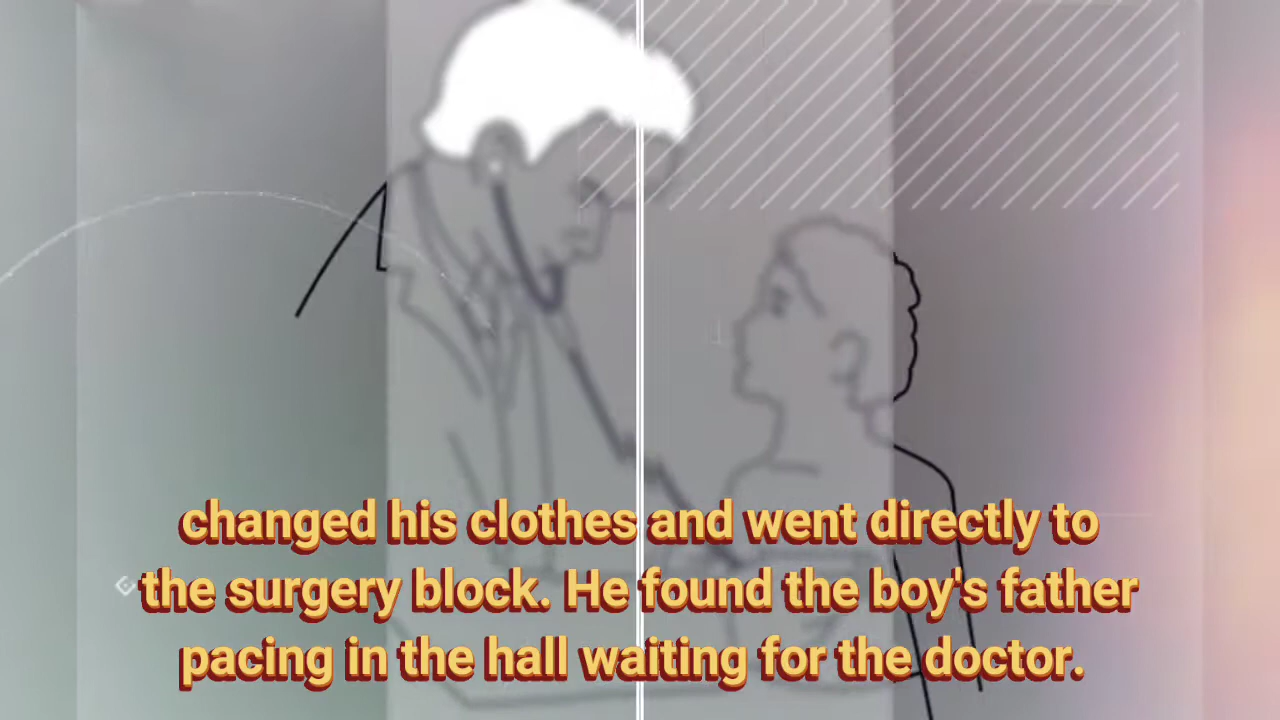 changed his clothes and went directly to
the surgery block. He found the boy's father
pacing in the hall waiting for the doctor.